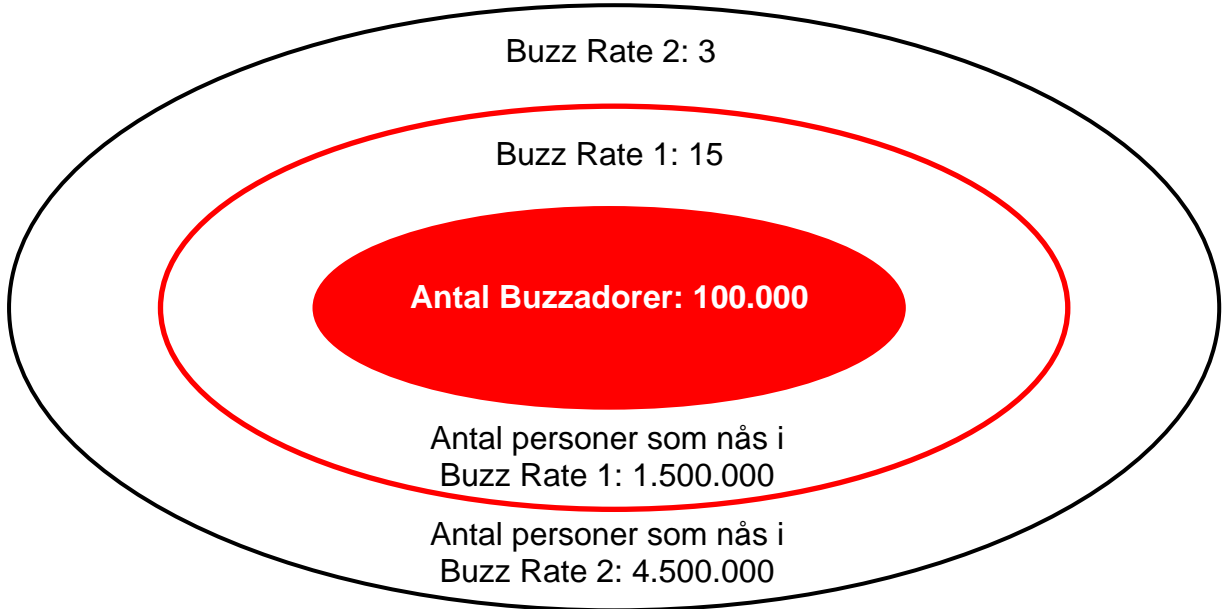 Buzz Rate 2: 3
Buzz Rate 1: 15
Antal Buzzadorer: 100.000
Antal personer som nås i
Buzz Rate 1: 1.500.000
Antal personer som nås i
Buzz Rate 2: 4.500.000